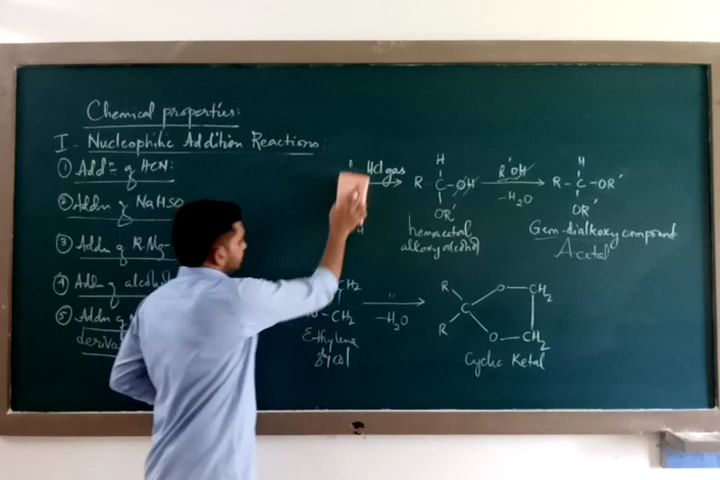 Chemical properties:
I. Nucleophilic Addition Reactions:
① Addn of HCN:
② Addn of NaHSO
③ Addn of R-Mg-
④ Addn of alcohol
⑤ Addn of
deriva
HCl gas
H
R - C - OH
OR'
hemiacetal
alkoxy alcohol
R'OH
-H₂O
H
R - C - OR'
OR'
Gem-dialkoxy compound
Acetal
CH₂
CH₂
Ethylene
glycol
-H₂O
R
R
C
O - CH₂
O - CH₂
Cyclic Ketal